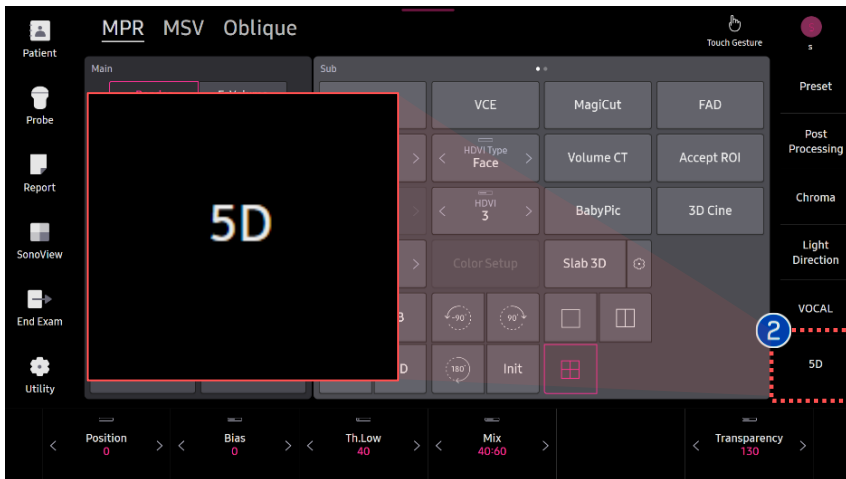 Patient
MPR MSV Oblique
Touch Gesture
s
Main
Sub
Probe
Report
SonoView
End Exam
Utility
5D
VCE
MagiCut
FAD
HDVI Type
Face
Volume CT
Accept ROI
HDVI
3
BabyPic
3D Cine
Color Setup
Slab 3D
-90˚
90˚
D
180˚
Init
Preset
Post
Processing
Chroma
Light
Direction
VOCAL
2
5D
Position
0
Bias
0
Th.Low
40
Mix
40:60
Transparency
130